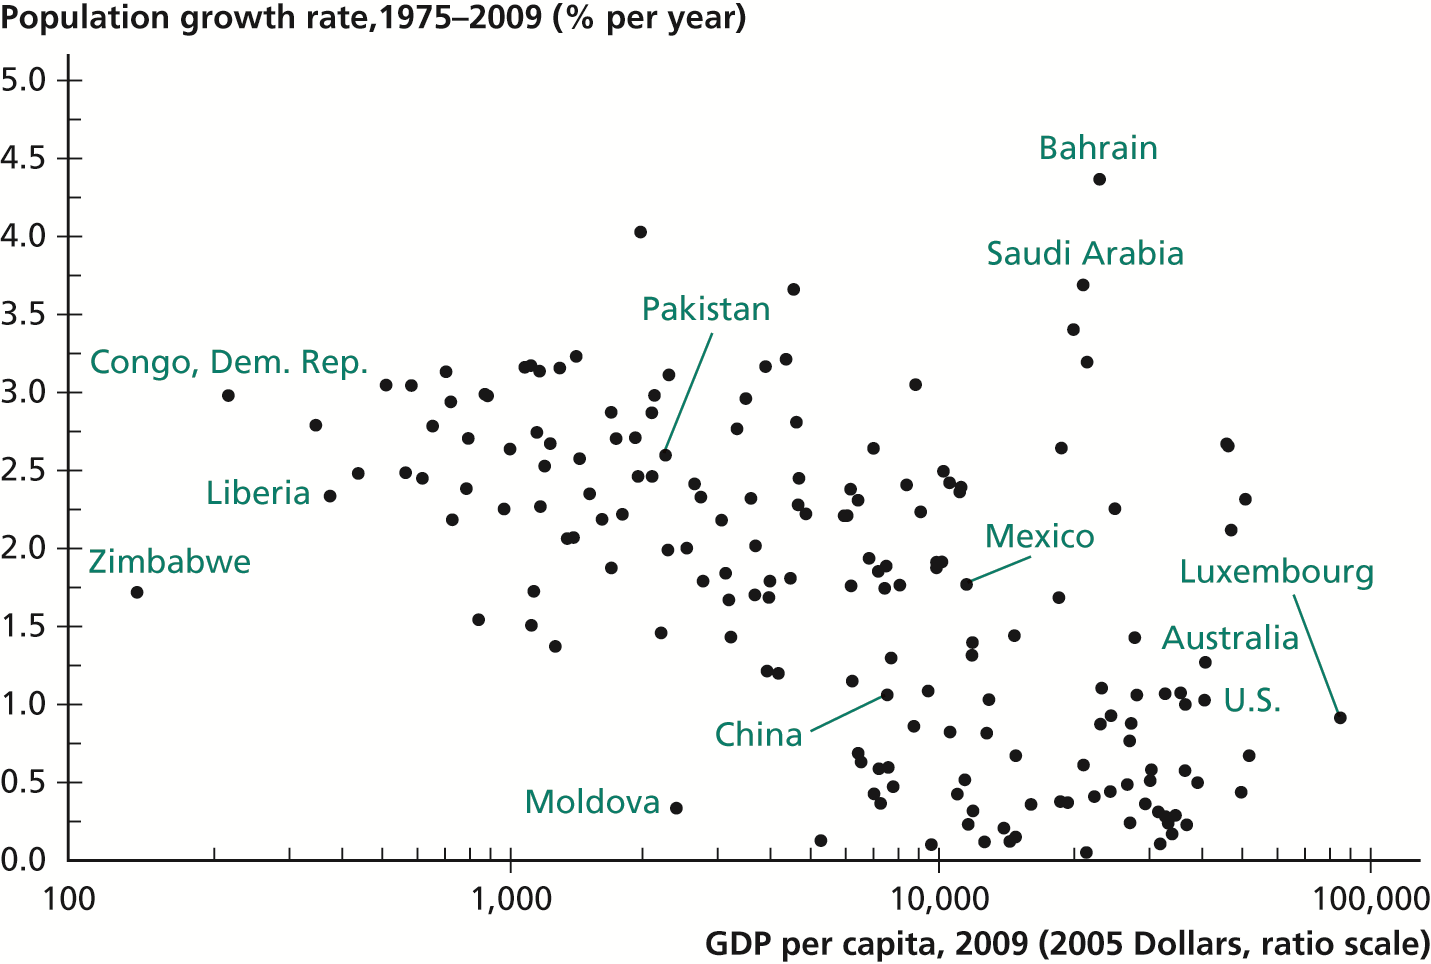 Population growth rate,1975–2009 (% per year)
5.0
4.5
Bahrain
4.0
Saudi Arabia
3.5
Pakistan
Congo, Dem. Rep.
3.0
2.5
Liberia
Mexico
2.0
Zimbabwe
Luxembourg
1.5
Australia
1.0
U.S.
China
0.5
Moldova
0.0
100
1,000
10,000
100,000
GDP per capita, 2009 (2005 Dollars, ratio scale)